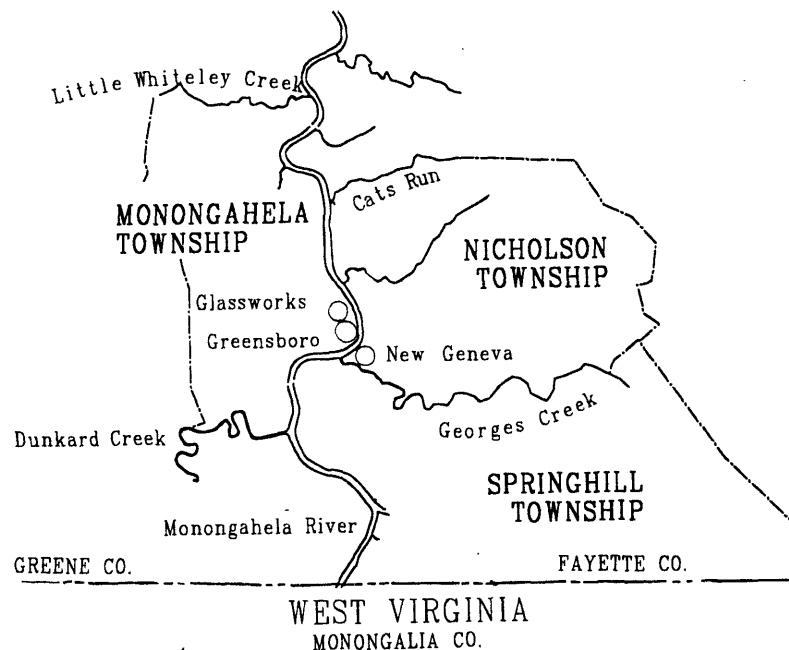 Little Whiteley Creek
Cats Run
MONONGAHELA
TOWNSHIP
NICHOLSON
TOWNSHIP
Glassworks
Greensboro
New Geneva
Georges Creek
Dunkard Creek
SPRINGHILL
TOWNSHIP
Monongahela River
GREENE CO.
FAYETTE CO.
WEST VIRGINIA
MONONGALIA CO.